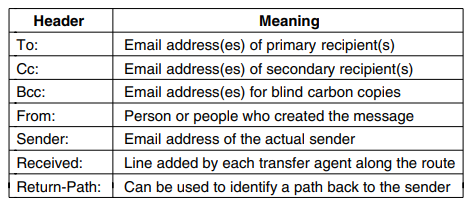 Header Meaning
To: Email address(es) of primary recipient(s)
Cc: Email address(es) of secondary recipient(s)
Bcc: Email address(es) for blind carbon copies
From: Person or people who created the message
Sender: Email address of the actual sender
Received: Line added by each transfer agent along the route
Return-Path: Can be used to identify a path back to the sender